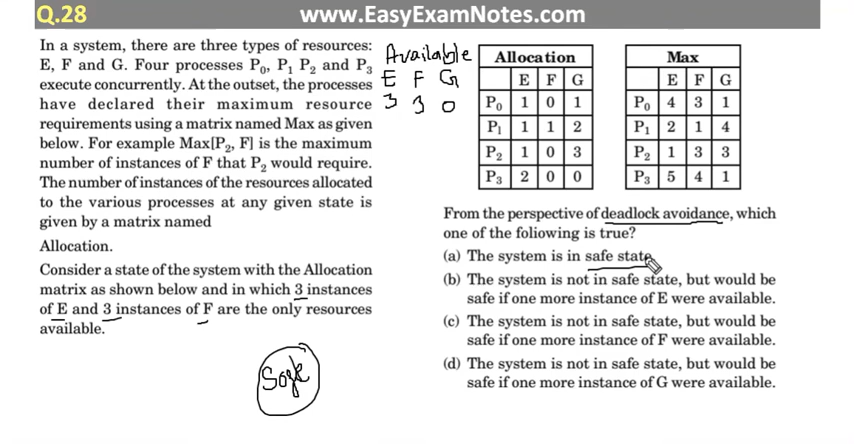 Q.28
www.EasyExamNotes.com
In a system, there are three types of resources:
E, F and G. Four processes P0, P1 P2 and P3
execute concurrently. At the outset, the processes
have declared their maximum resource
requirements using a matrix named Max as given
below. For example Max[P2, F] is the maximum
number of instances of F that P2 would require.
The number of instances of the resources allocated
to the various processes at any given state is
given by a matrix named
Allocation.
Consider a state of the system with the Allocation
matrix as shown below and in which 3 instances
of E and 3 instances of F are the only resources
available.
Safe
Available
E F G
3 3 0
Allocation
E F G
P0 1 0 1
P1 1 1 2
P2 1 0 3
P3 2 0 0
Max
E F G
P0 4 3 1
P1 2 1 4
P2 1 3 3
P3 5 4 1
From the perspective of deadlock avoidance, which
one of the foliowing is true?
(a) The system is in safe state
(b) The system is not in safe state, but would be
safe if one more instance of E were available.
(c) The system is not in safe state, but would be
safe if one more instance of F were available.
(d) The system is not in safe state, but would be
safe if one more instance of G were available.